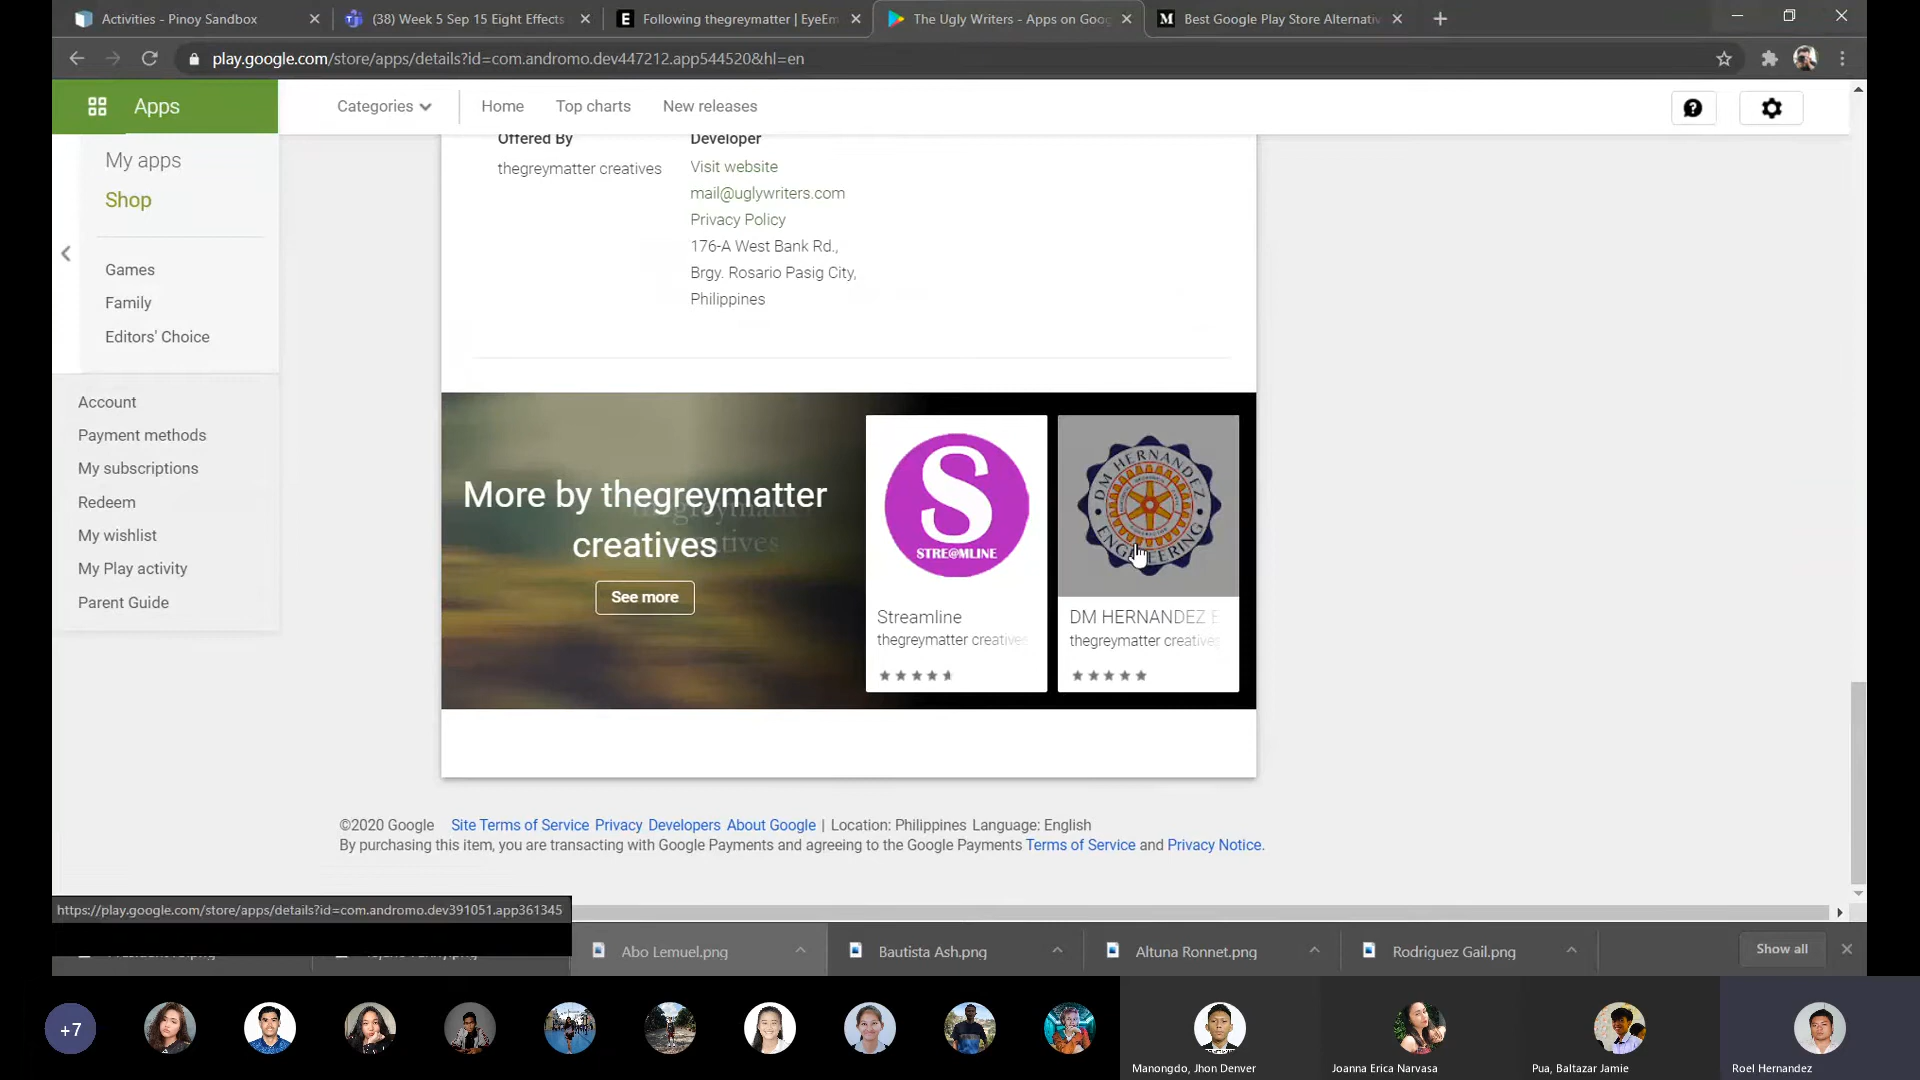 Activities - Pinoy Sandbox
(38) Week 5 Sep 15 Eight Effects
Following thegreymatter | EyeEm
The Ugly Writers - Apps on Goog
Best Google Play Store Alternativ
play.google.com/store/apps/details?id=com.andromo.dev447212.app544520&hl=en
Apps
Categories
Home
Top charts
New releases
My apps
Shop
Games
Family
Editors' Choice
Account
Payment methods
My subscriptions
Redeem
My wishlist
My Play activity
Parent Guide
Offered By
thegreymatter creatives
Developer
Visit website
mail@uglywriters.com
Privacy Policy
176-A West Bank Rd.,
Brgy. Rosario Pasig City,
Philippines
More by thegreymatter
creatives
See more
S
STRE@MLINE
Streamline
thegreymatter creatives
DM HERNANDEZ
ENGINEERING
DM HERNANDEZ E
thegreymatter creatives
©2020 Google Site Terms of Service Privacy Developers About Google | Location: Philippines Language: English
By purchasing this item, you are transacting with Google Payments and agreeing to the Google Payments Terms of Service and Privacy Notice.
https://play.google.com/store/apps/details?id=com.andromo.dev391051.app361345
Abo Lemuel.png
Bautista Ash.png
Altuna Ronnet.png
Rodriguez Gail.png
Show all
+7
Manongdo, Jhon Denver
Joanna Erica Narvasa
Pua, Baltazar Jamie
Roel Hernandez